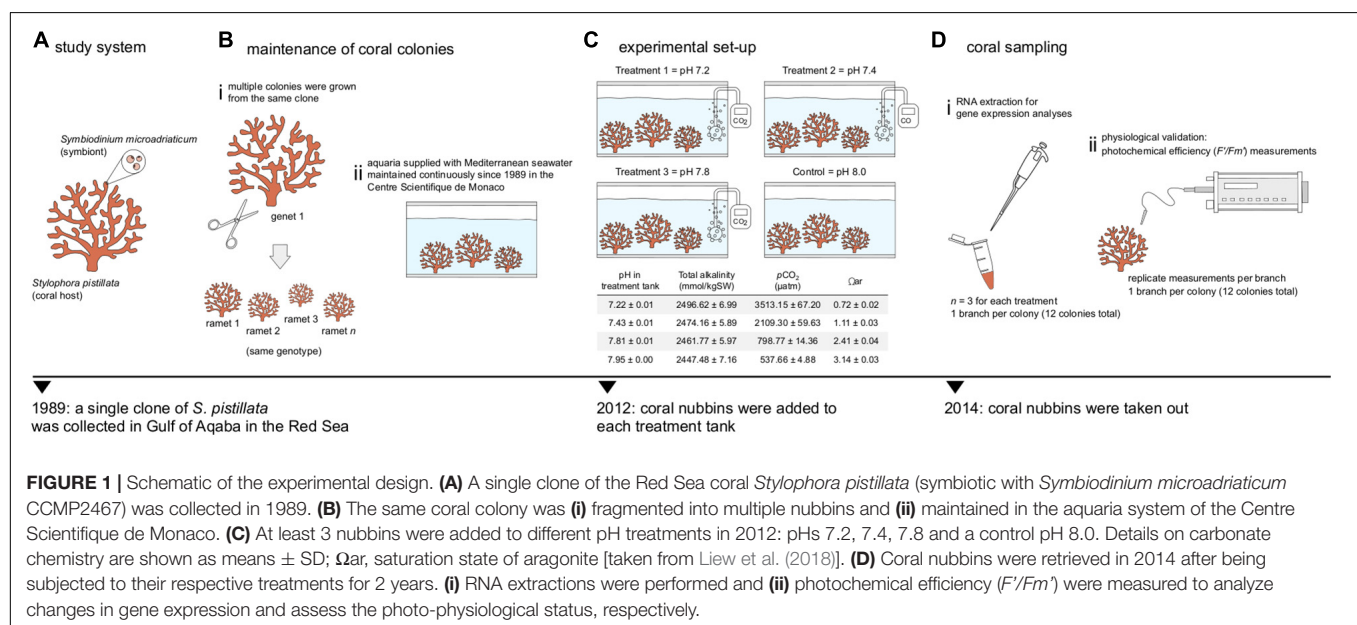 A study system
Symbiodinium microadriaticum
(symbiont)
Stylophora pistillata
(coral host)
B maintenance of coral colonies
i multiple colonies were grown
from the same clone
genet 1
ramet 1
ramet 2
ramet 3
ramet n
(same genotype)
ii aquaria supplied with Mediterranean seawater
maintained continuously since 1989 in the
Centre Scientifique de Monaco
C experimental set-up
Treatment 1 = pH 7.2
CO2
Treatment 2 = pH 7.4
CO
Treatment 3 = pH 7.8
CO2
Control = pH 8.0
pH in treatment tank Total alkalinity (mmol/kgSW) pCO2 (µatm) Ωar
7.22 ± 0.01 2496.62 ± 6.99 3513.15 ± 67.20 0.72 ± 0.02
7.43 ± 0.01 2474.16 ± 5.89 2109.30 ± 59.63 1.11 ± 0.03
7.81 ± 0.01 2461.77 ± 5.97 798.77 ± 14.36 2.41 ± 0.04
7.95 ± 0.00 2447.48 ± 7.16 537.66 ± 4.88 3.14 ± 0.03
D coral sampling
i RNA extraction for
gene expression analyses
n = 3 for each treatment
1 branch per colony (12 colonies total)
ii physiological validation:
photochemical efficiency (F'/Fm') measurements
replicate measurements per branch
1 branch per colony (12 colonies total)
1989: a single clone of S. pistillata
was collected in Gulf of Aqaba in the Red Sea
2012: coral nubbins were added to
each treatment tank
2014: coral nubbins were taken out
FIGURE 1 | Schematic of the experimental design. (A) A single clone of the Red Sea coral Stylophora pistillata (symbiotic with Symbiodinium microadriaticum
CCMP2467) was collected in 1989. (B) The same coral colony was (i) fragmented into multiple nubbins and (ii) maintained in the aquaria system of the Centre
Scientifique de Monaco. (C) At least 3 nubbins were added to different pH treatments in 2012: pHs 7.2, 7.4, 7.8 and a control pH 8.0. Details on carbonate
chemistry are shown as means ± SD; Ωar, saturation state of aragonite [taken from Liew et al. (2018)]. (D) Coral nubbins were retrieved in 2014 after being
subjected to their respective treatments for 2 years. (i) RNA extractions were performed and (ii) photochemical efficiency (F'/Fm') were measured to analyze
changes in gene expression and assess the photo-physiological status, respectively.